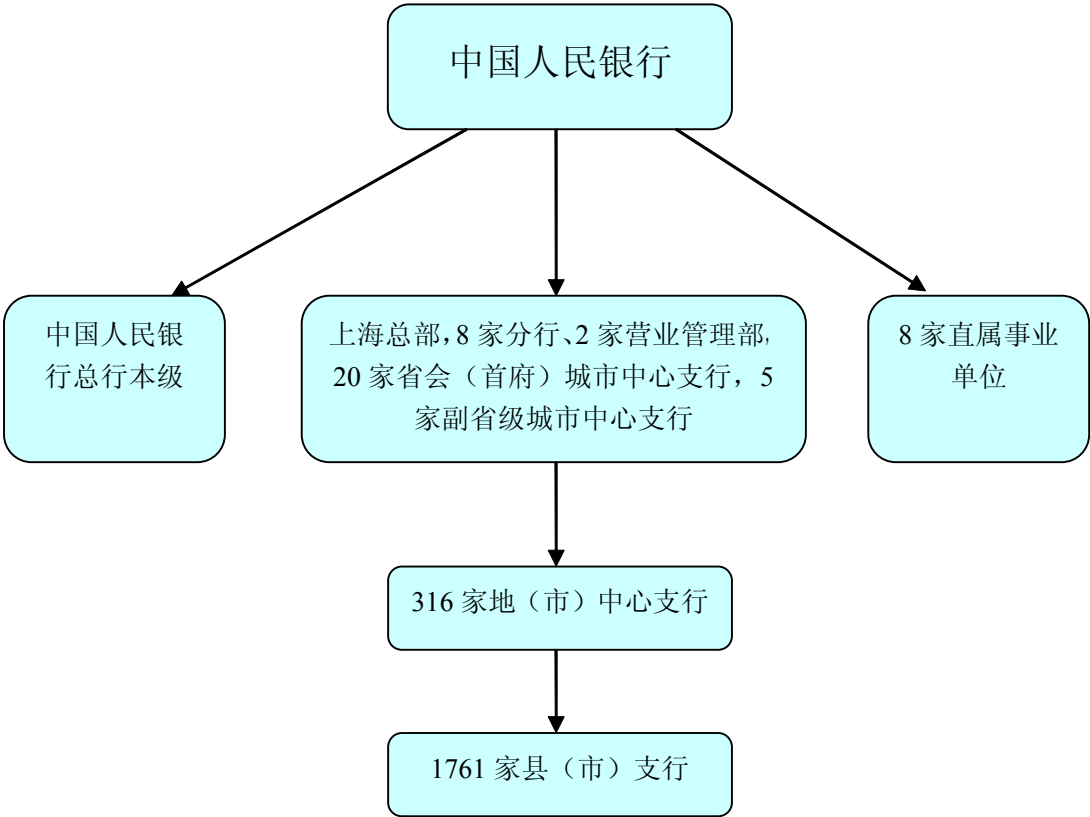 中国人民银行
中国人民银
行总行本级
上海总部，8 家分行、2 家营业管理部，
20 家省会（首府）城市中心支行，5
家副省级城市中心支行
8 家直属事业
单位
316 家地（市）中心支行
1761 家县（市）支行